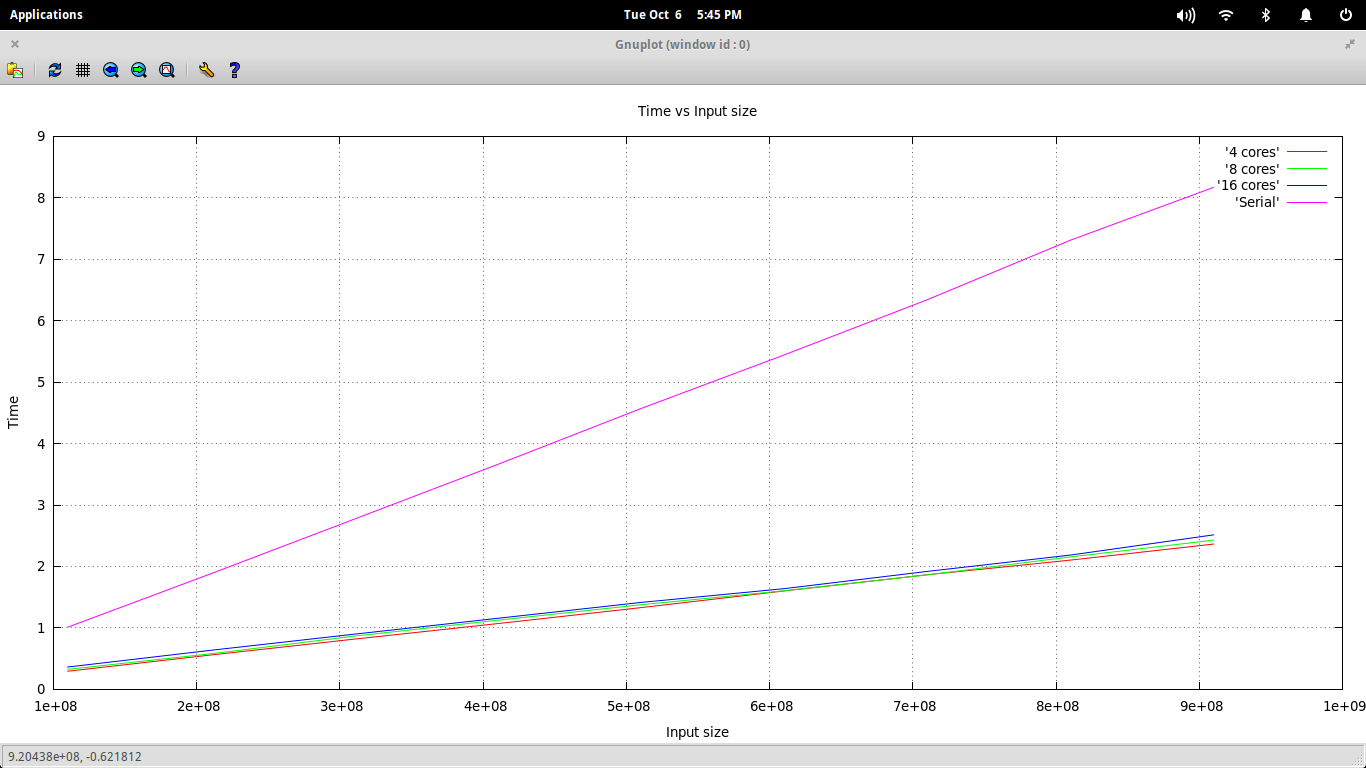 Applications
Tue Oct 6 5:45 PM
Gnuplot (window id : 0)
Time vs Input size
'4 cores'
'8 cores'
'16 cores'
'Serial'
9
8
7
6
5
4
3
2
1
0
Time
1e+08 2e+08 3e+08 4e+08 5e+08 6e+08 7e+08 8e+08 9e+08 1e+09
Input size
9.20438e+08, -0.621812